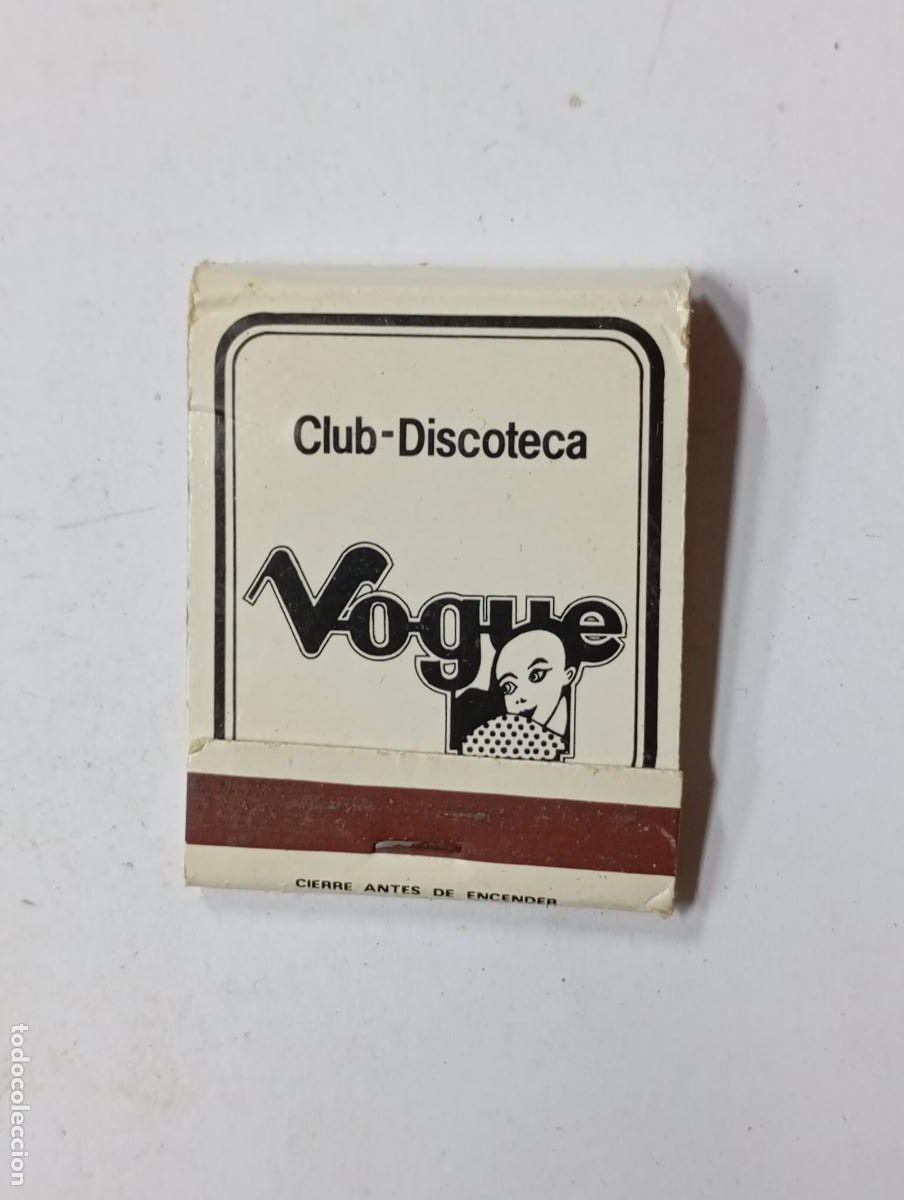 Club-Discoteca
Vogue
CIERRE ANTES DE ENCENDER
todocoleccion